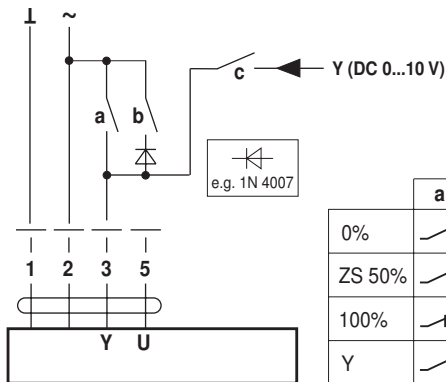 ⊥ ~
a b c Y (DC 0...10 V)
e.g. 1N 4007
a
0%
ZS 50%
100%
Y
1 2 3 5
Y U